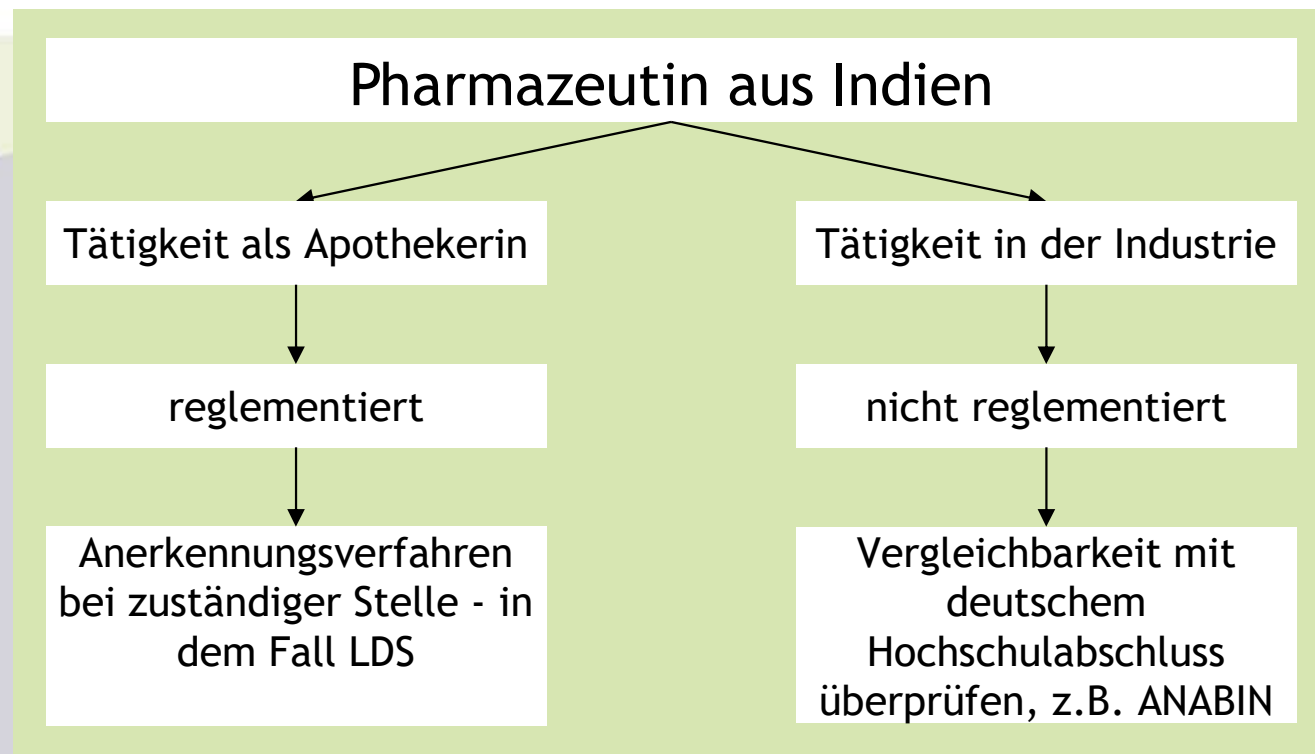 Pharmazeutin aus Indien
Tätigkeit als Apothekerin
Tätigkeit in der Industrie
reglementiert
nicht reglementiert
Anerkennungsverfahren
bei zuständiger Stelle - in
dem Fall LDS
Vergleichbarkeit mit
deutschem
Hochschulabschluss
überprüfen, z.B. ANABIN